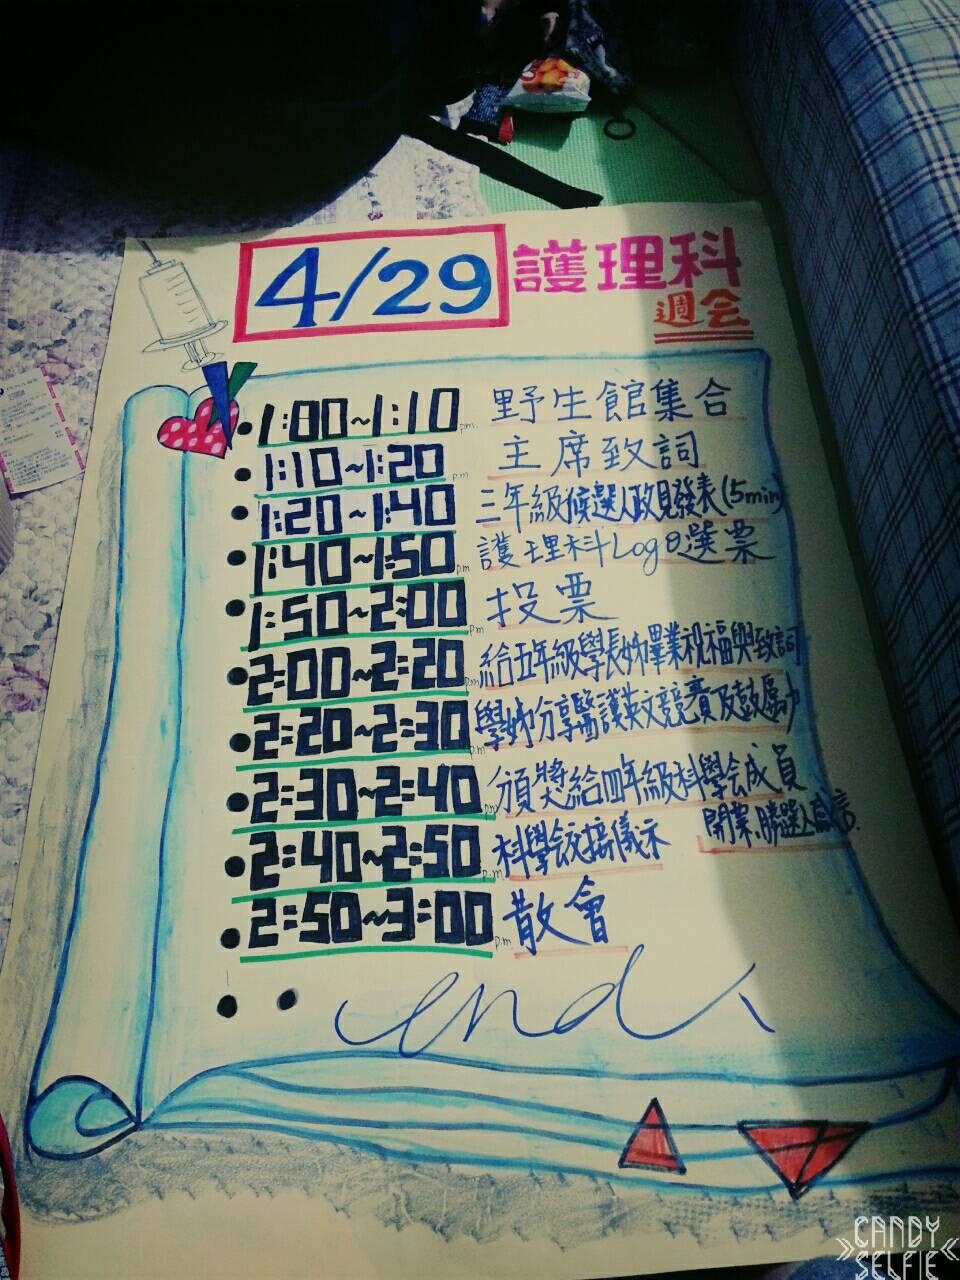 4/29 護理科
週会
1:00~1:10 p.m. 野生館集合
1:10~1:20 p.m 主席致詞
1:20~1:40 三年級候選人政見發表(5min)
1:40~1:50 pm 護理科Logo選票
1:50~2:00 pm 投票
2:00~2:20 p.m 給五年級學長姊畢業祝福與致詞
2:20~2:30 p.m 學姊分享醫護英文競賽及鼓勵
2:30~2:40 p.m. 頒獎給四年級科學会成員
2:40~2:50 p.m 科學会交接儀示 開票、勝選人感言.
2:50~3:00 p.m 散會
end
CANDY
SELFIE